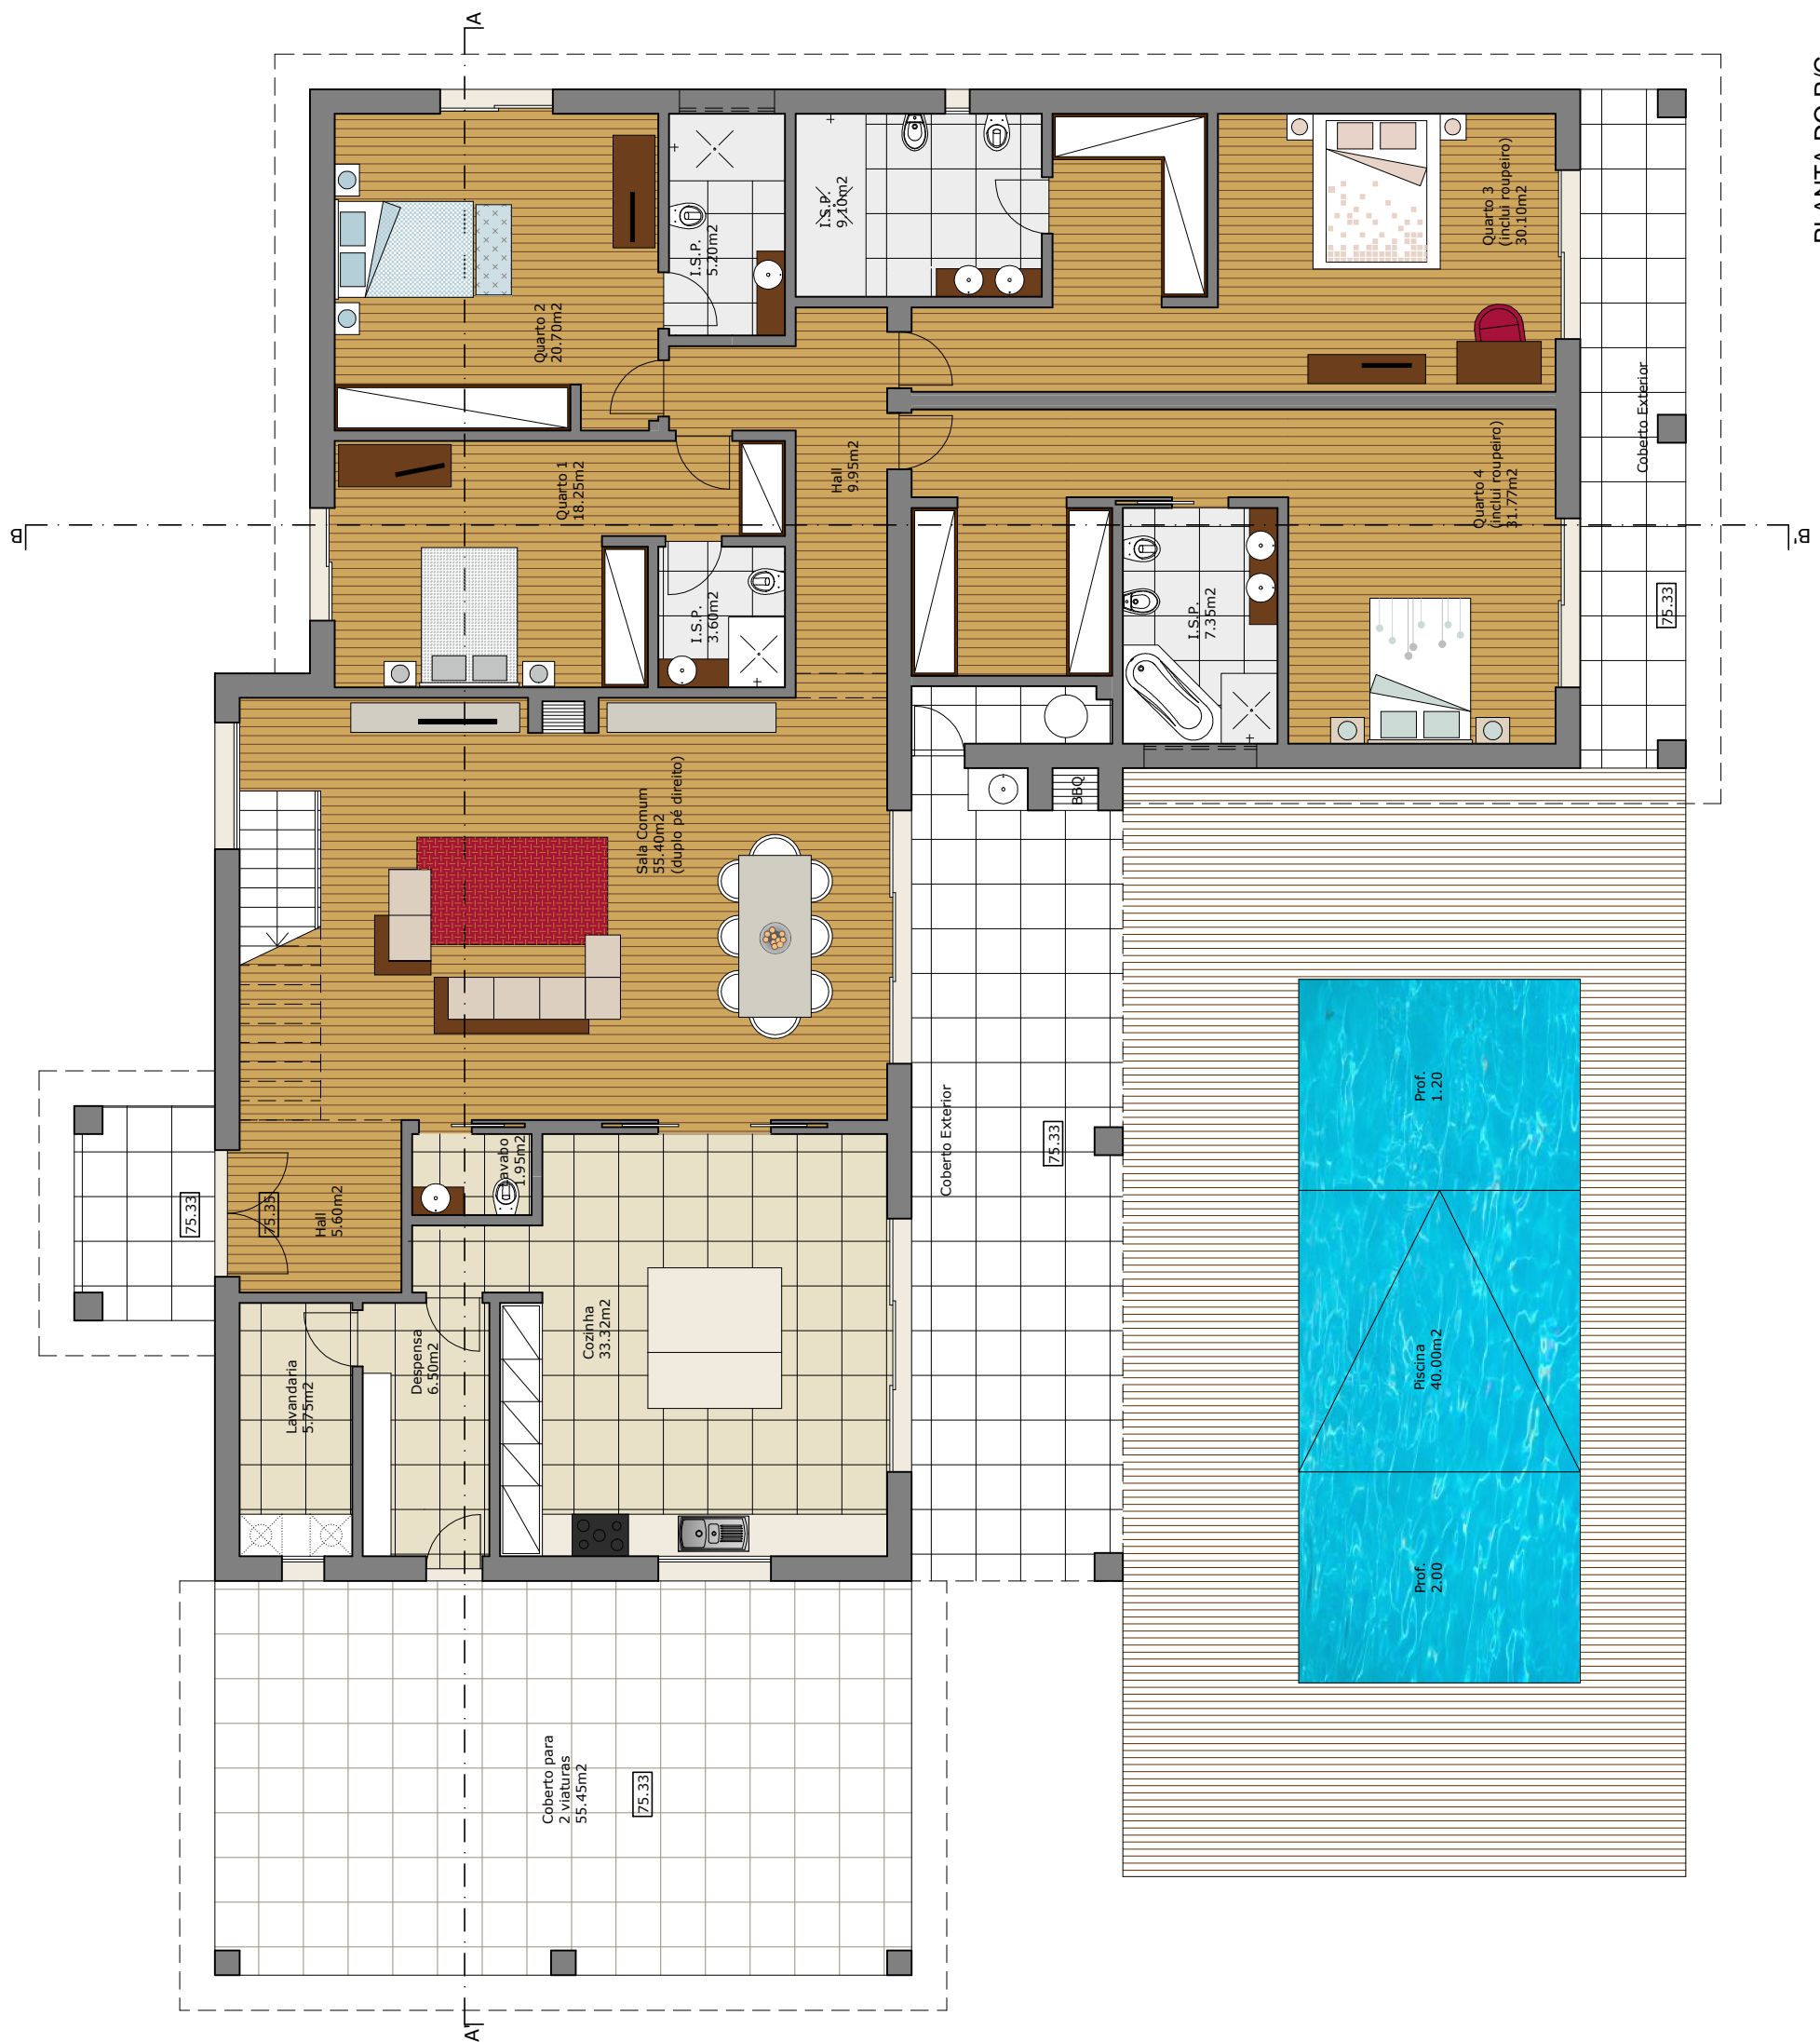 A
B
Quarto 2
20.70m2
I.S.P.
5.20m2
I.S.P.
9.10m2
Quarto 3
(inclui roupeiro)
30.10m2
Quarto 1
18.25m2
I.S.P.
3.60m2
Hall
9.95m2
Quarto 4
(inclui roupeiro)
31.77m2
I.S.P.
7.35m2
Coberto Exterior
75.33
B'
BBQ
Sala Comum
55.40m2
(duplo pé direito)
75.33
75.35
Hall
5.60m2
Lavabo
1.95m2
Coberto Exterior
75.33
Lavandaria
5.75m2
Despensa
6.50m2
Cozinha
33.32m2
Prof.
1.20
Piscina
40.00m2
Prof.
2.00
Coberto para
2 viaturas
55.45m2
75.33
A'